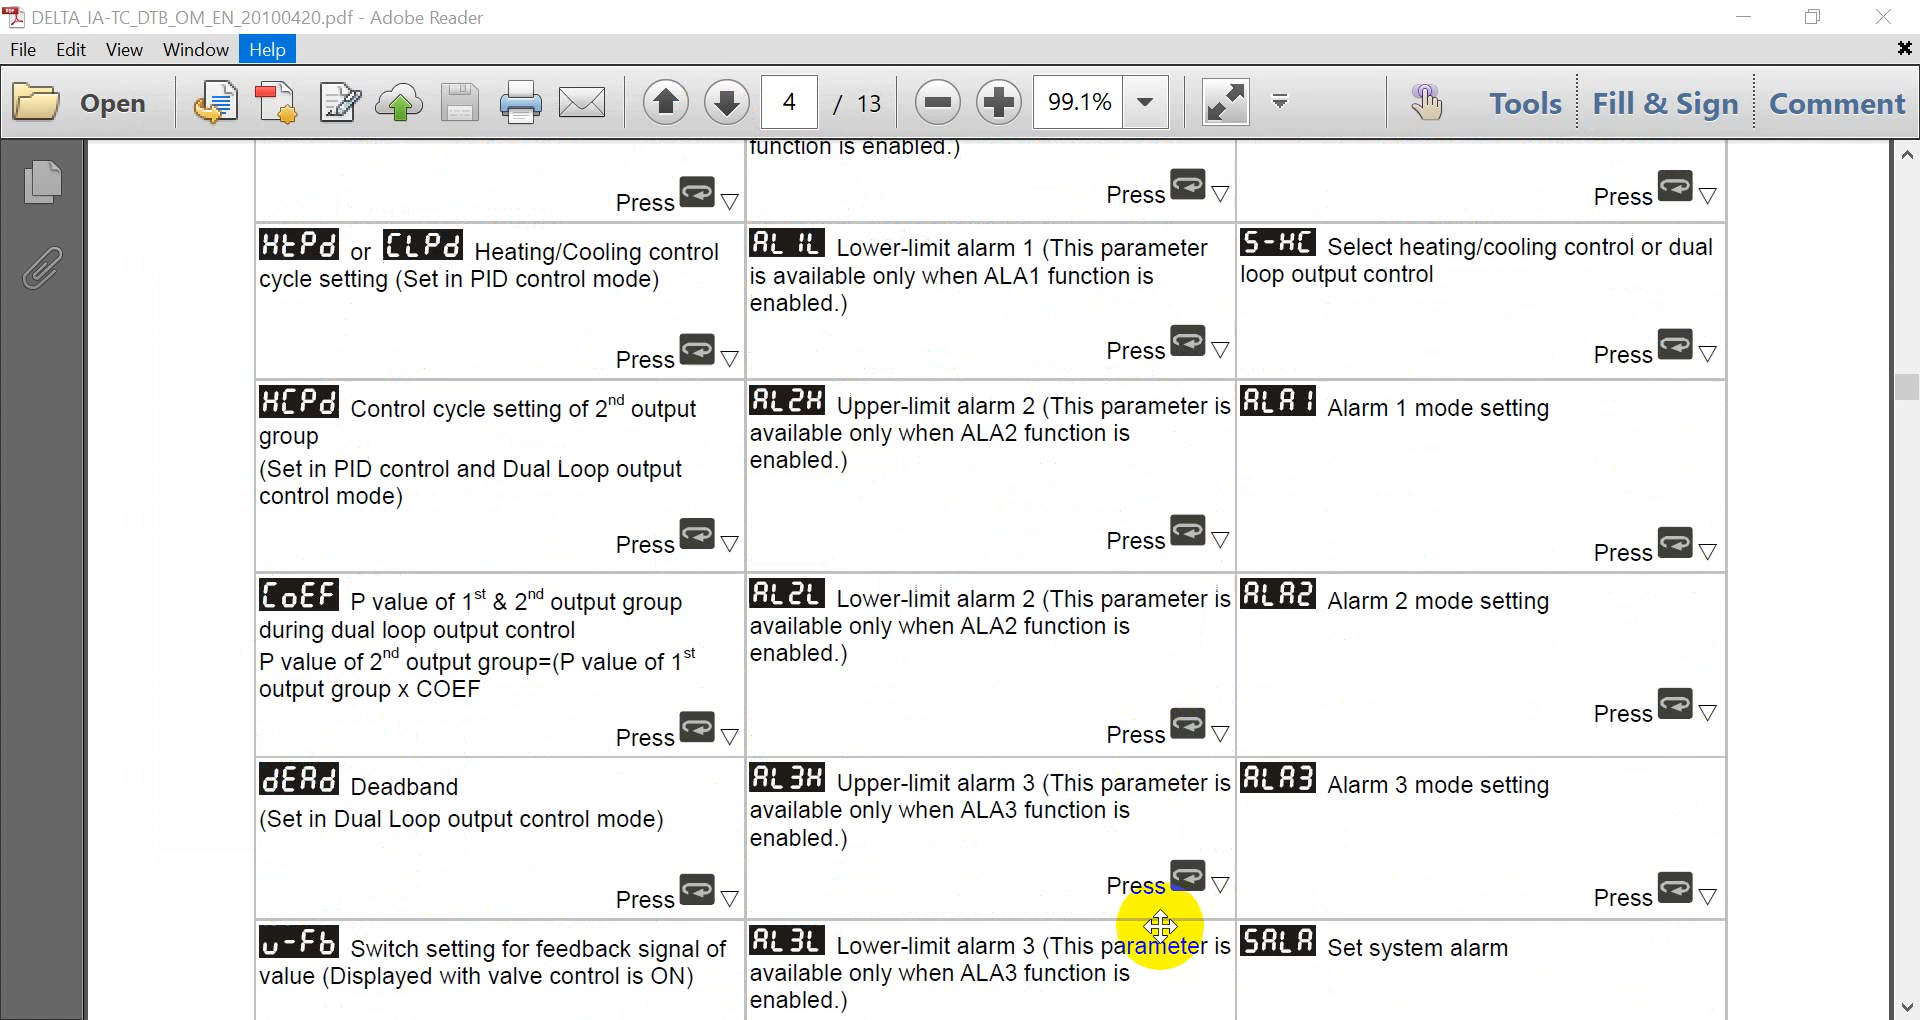 DELTA_IA-TC_DTB_OM_EN_20100420.pdf - Adobe Reader
File Edit View Window Help
Open 4 / 13 99.1% Tools Fill & Sign Comment
function is enabled.)
Press
Press
Press
HtPd or CLPd Heating/Cooling control
cycle setting (Set in PID control mode)
Press
AL1L Lower-limit alarm 1 (This parameter
is available only when ALA1 function is
enabled.)
Press
S-HC Select heating/cooling control or dual
loop output control
Press
HCPd Control cycle setting of 2nd output
group
(Set in PID control and Dual Loop output
control mode)
Press
AL2H Upper-limit alarm 2 (This parameter is
available only when ALA2 function is
enabled.)
Press
ALA1 Alarm 1 mode setting
Press
CoEF P value of 1st & 2nd output group
during dual loop output control
P value of 2nd output group=(P value of 1st
output group x COEF
Press
AL2L Lower-limit alarm 2 (This parameter is
available only when ALA2 function is
enabled.)
Press
ALA2 Alarm 2 mode setting
Press
dEAd Deadband
(Set in Dual Loop output control mode)
Press
AL3H Upper-limit alarm 3 (This parameter is
available only when ALA3 function is
enabled.)
Press
ALA3 Alarm 3 mode setting
Press
v-Fb Switch setting for feedback signal of
value (Displayed with valve control is ON)
AL3L Lower-limit alarm 3 (This parameter is
available only when ALA3 function is
enabled.)
SALA Set system alarm